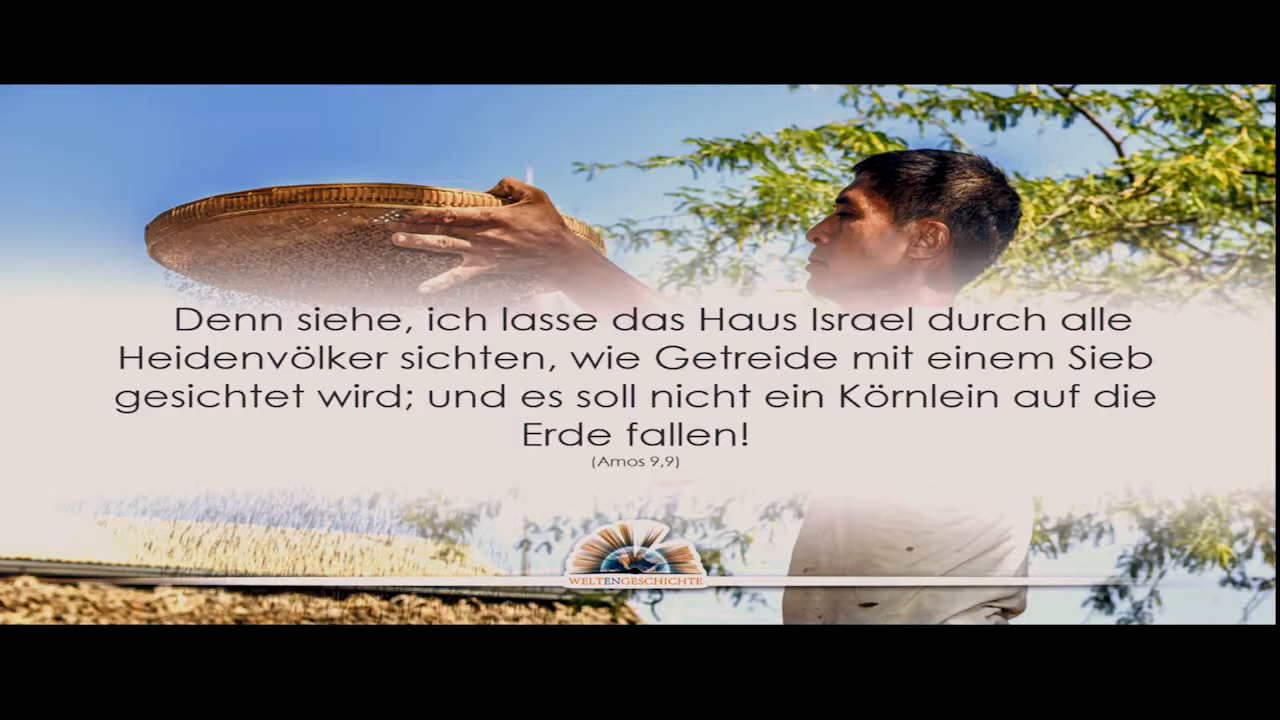 Denn siehe, ich lasse das Haus Israel durch alle
Heidenvölker sichten, wie Getreide mit einem Sieb
gesichtet wird; und es soll nicht ein Körnlein auf die
Erde fallen!
(Amos 9,9)
WELTENGESCHICHTE